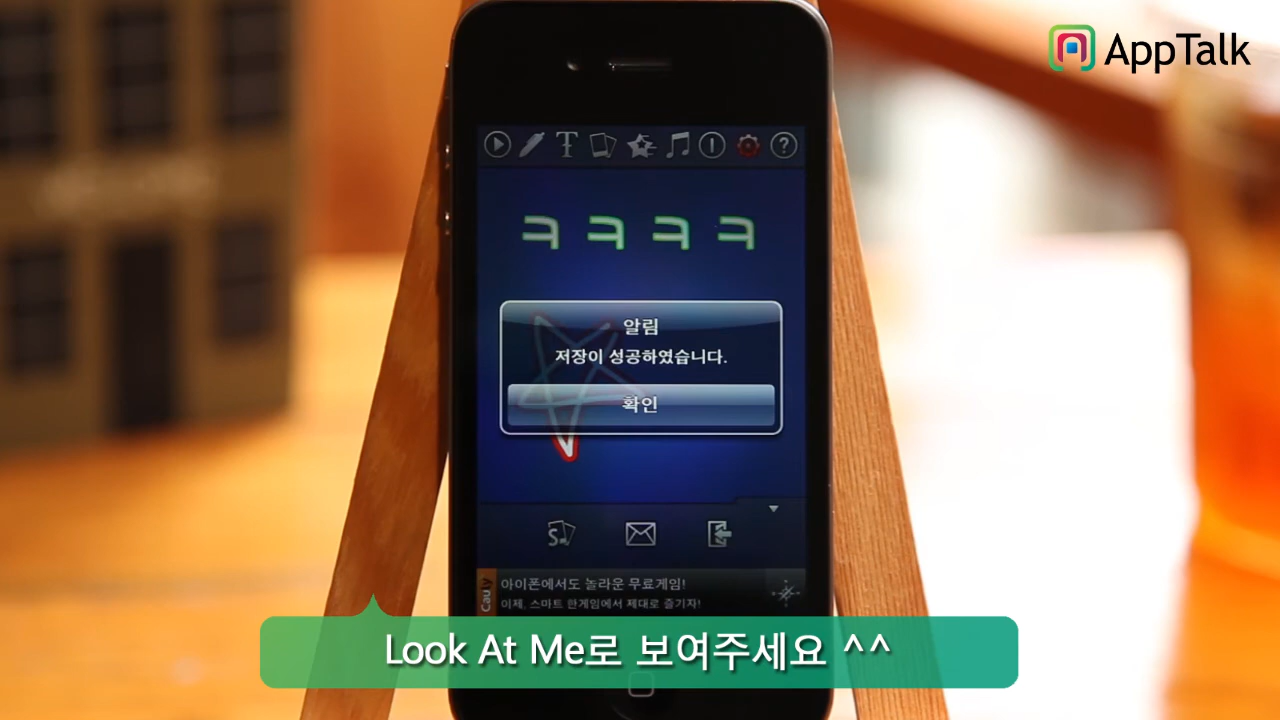 AppTalk
ㅋㅋㅋㅋ
알림
저장이 성공하였습니다.
확인
Cauly
아이폰에서도 놀라운 무료게임!
이제, 스마트 한게임에서 제대로 즐기자!
Look At Me로 보여주세요 ^^